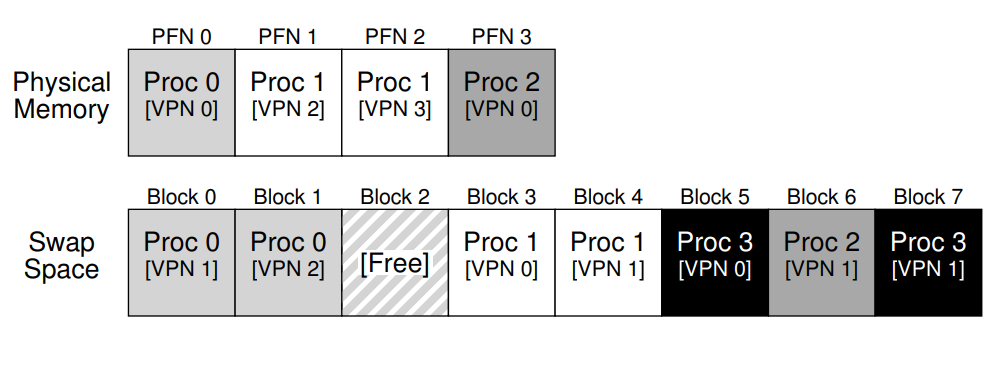 PFN 0 PFN 1 PFN 2 PFN 3
Physical Memory
Proc 0 Proc 1 Proc 1 Proc 2
[VPN 0] [VPN 2] [VPN 3] [VPN 0]
Block 0 Block 1 Block 2 Block 3 Block 4 Block 5 Block 6 Block 7
Swap Space
Proc 0 Proc 0 [Free] Proc 1 Proc 1 Proc 3 Proc 2 Proc 3
[VPN 1] [VPN 2] [VPN 0] [VPN 1] [VPN 0] [VPN 1] [VPN 1]